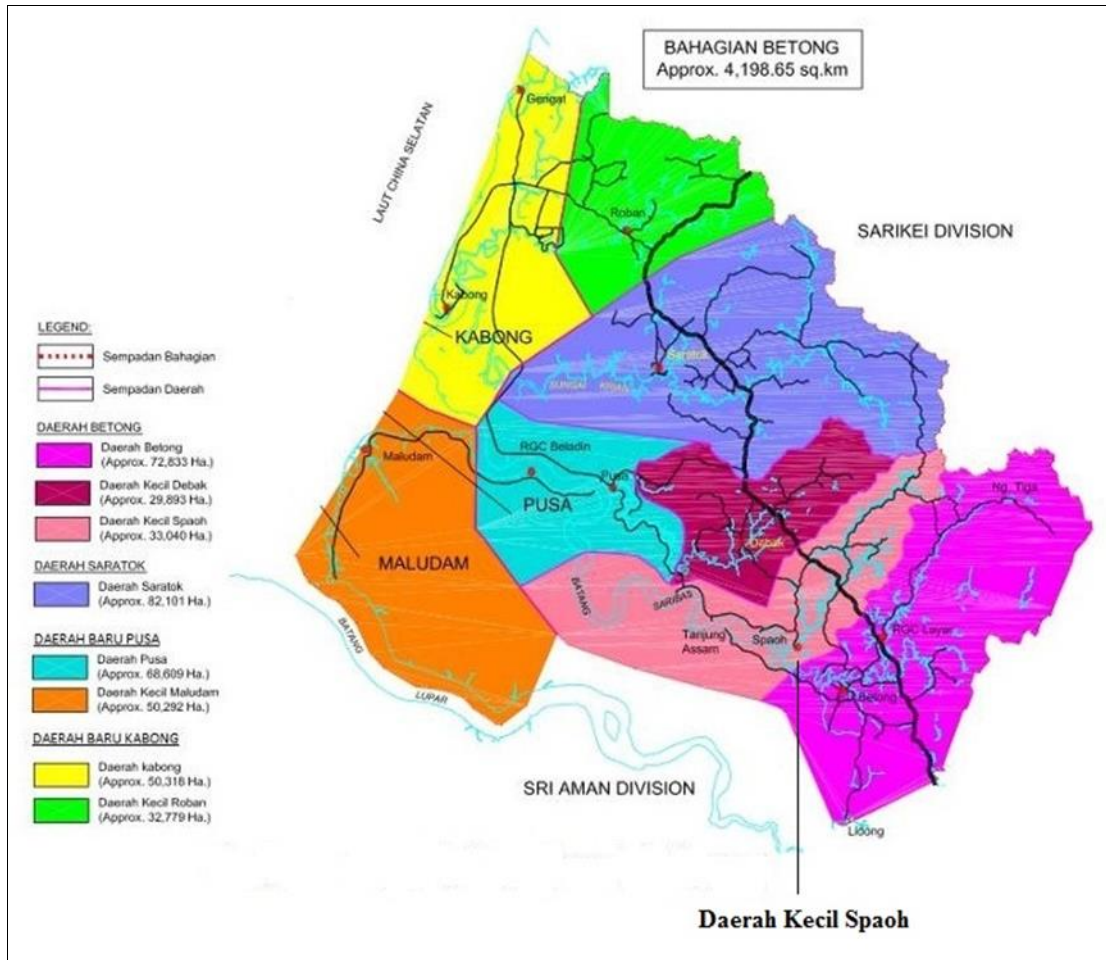 BAHAGIAN BETONG
Approx. 4,198.65 sq.km
LAUT CHINA SELATAN
Gerigat
Roban
SARIKEI DIVISION
Kabong
KABONG
Saratok
SUNGAI KRIAN
LEGEND:
Sempadan Bahagian
Sempadan Daerah
DAERAH BETONG
Daerah Betong
(Approx. 72,833 Ha.)
Daerah Kecil Debak
(Approx. 29,893 Ha.)
Daerah Kecil Spaoh
(Approx. 33,040 Ha.)
DAERAH SARATOK
Daerah Saratok
(Approx. 82,101 Ha.)
DAERAH BARU PUSA
Daerah Pusa
(Approx. 68,609 Ha.)
Daerah Kecil Maludam
(Approx. 50,292 Ha.)
DAERAH BARU KABONG
Daerah kabong
(Approx. 50,318 Ha.)
Daerah Kecil Roban
(Approx. 32,779 Ha.)
Maludam
RGC Beladin
Pusa
PUSA
Ng. Tiga
MALUDAM
Debak
BATANG
SARIBAS
Tanjung
Assam
Spaoh
RGC Layar
Betong
BATANG
LUPAR
SRI AMAN DIVISION
Lidong
Daerah Kecil Spaoh